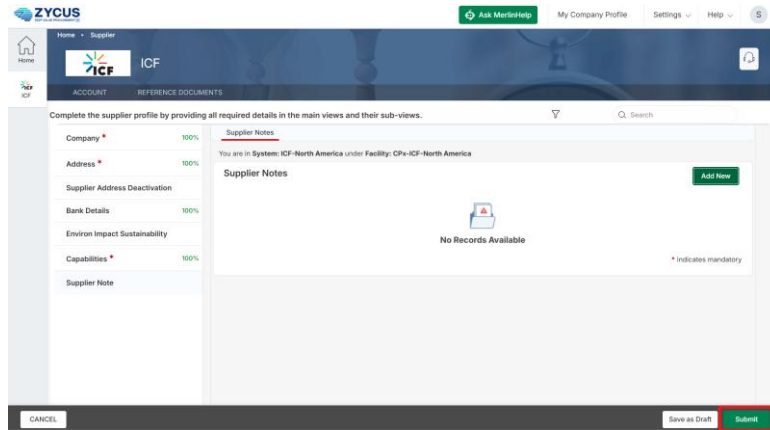 ZYCUS
Ask MerlinHelp
My Company Profile
Settings
Help
S
Home
Home • Supplier
ICF
ICF
ICF
ACCOUNT
REFERENCE DOCUMENTS
Complete the supplier profile by providing all required details in the main views and their sub-views.
Search
Company * 100%
Address * 100%
Supplier Address Deactivation
Bank Details 100%
Environ Impact Sustainability
Capabilities * 100%
Supplier Note
Supplier Notes
You are in System: ICF-North America under Facility: CPx-ICF-North America
Supplier Notes
Add New
No Records Available
* indicates mandatory
CANCEL
Save as Draft
Submit